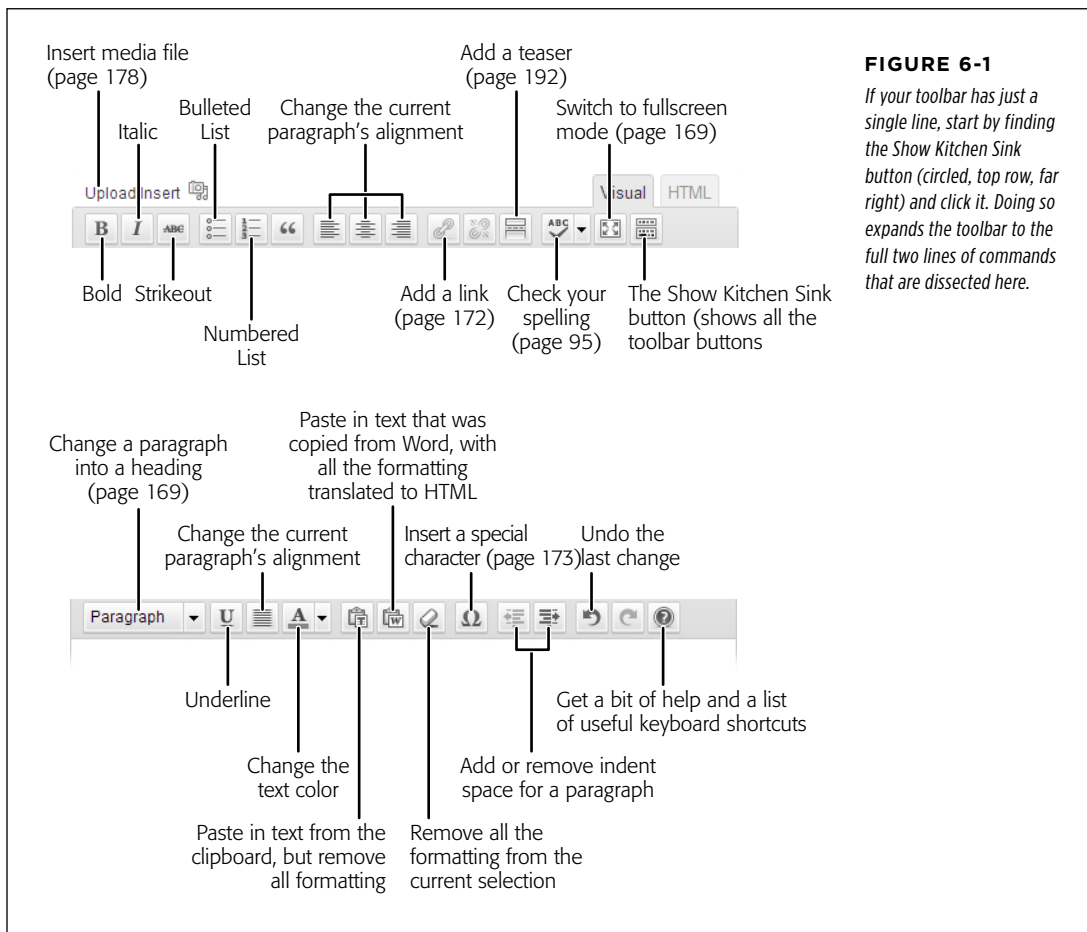 Insert media file
(page 178)
Italic
Bulleted
List
Change the current
paragraph's alignment
Add a teaser
(page 192)
Switch to fullscreen
mode (page 169)
Upload/Insert
Visual
HTML
B I ABC
1
2
3
“
ABC
Bold
Strikeout
Numbered
List
Add a link
(page 172)
Check your
spelling
(page 95)
The Show Kitchen Sink
button (shows all the
toolbar buttons
FIGURE 6-1
If your toolbar has just a
single line, start by finding
the Show Kitchen Sink
button (circled, top row, far
right) and click it. Doing so
expands the toolbar to the
full two lines of commands
that are dissected here.
Change a paragraph
into a heading
(page 169)
Change the current
paragraph's alignment
Paste in text that was
copied from Word, with
all the formatting
translated to HTML
Insert a special
character (page 173)
Undo the
last change
Paragraph U A T W Ω ?
Underline
Change the
text color
Paste in text from the
clipboard, but remove
all formatting
Remove all the
formatting from the
current selection
Add or remove indent
space for a paragraph
Get a bit of help and a list
of useful keyboard shortcuts